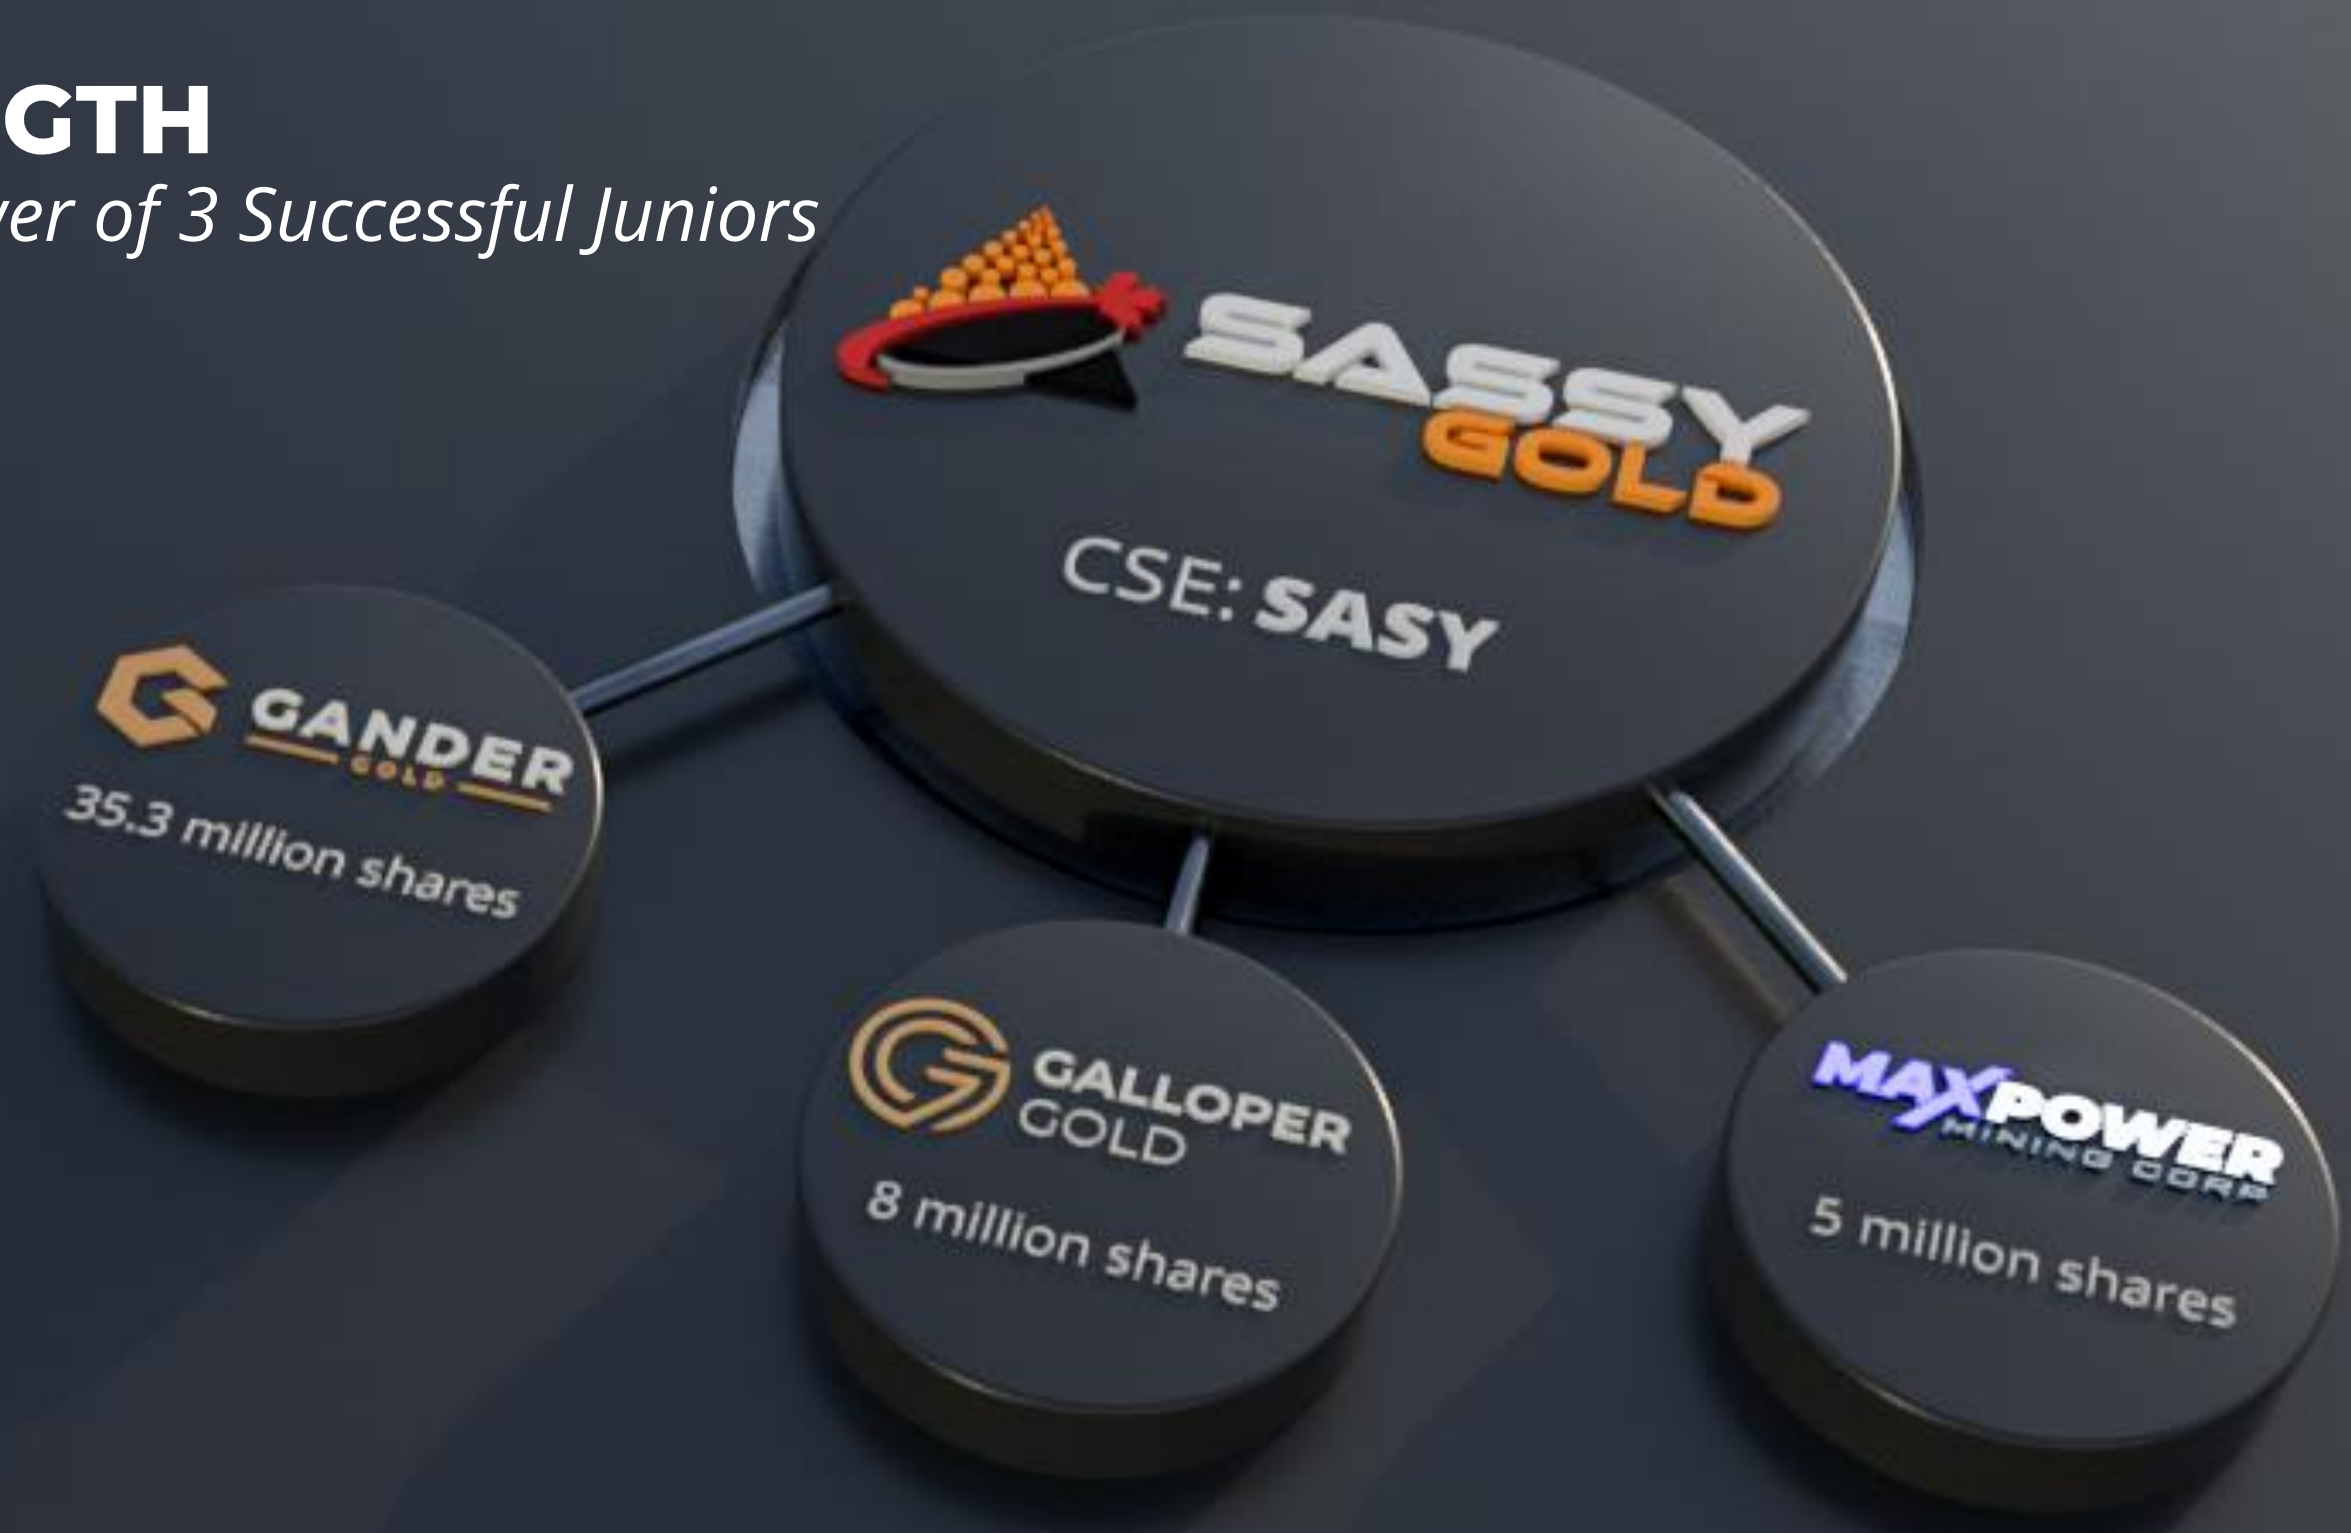 GTH
ver of 3 Successful Juniors
SASSY
GOLD
CSE: SASY
GANDER
GOLD
35.3 million shares
GALLOPER
GOLD
8 million shares
MAXPOWER
MINING CORP
5 million shares